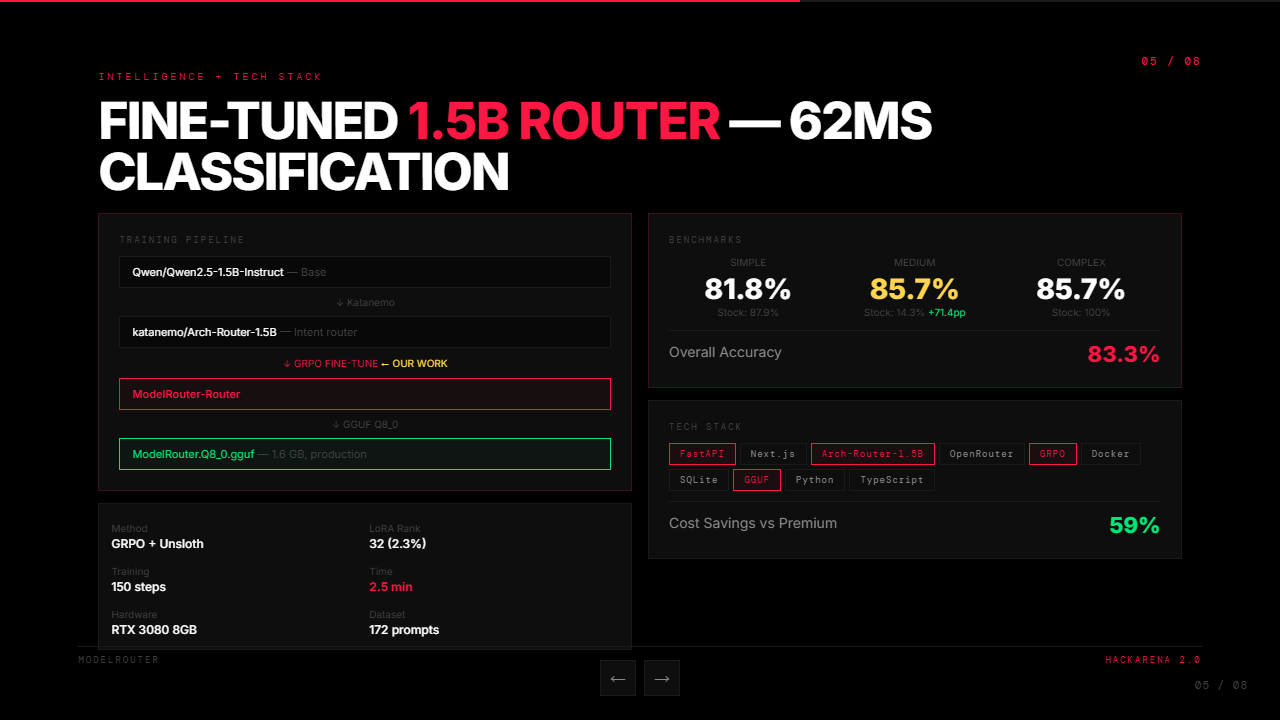 05 / 08
INTELLIGENCE + TECH STACK
FINE-TUNED 1.5B ROUTER — 62MS
CLASSIFICATION
TRAINING PIPELINE
Qwen/Qwen2.5-1.5B-Instruct — Base
↓ Katanemo
katanemo/Arch-Router-1.5B — Intent router
↓ GRPO FINE-TUNE ← OUR WORK
ModelRouter-Router
↓ GGUF Q8_0
ModelRouter.Q8_0.gguf — 1.6 GB, production
Method
GRPO + Unsloth
LoRA Rank
32 (2.3%)
Training
150 steps
Time
2.5 min
Hardware
RTX 3080 8GB
Dataset
172 prompts
BENCHMARKS
SIMPLE
81.8%
Stock: 87.9%
MEDIUM
85.7%
Stock: 14.3% +71.4pp
COMPLEX
85.7%
Stock: 100%
Overall Accuracy 83.3%
TECH STACK
FastAPI Next.js Arch-Router-1.5B OpenRouter GRPO Docker
SQLite GGUF Python TypeScript
Cost Savings vs Premium 59%
MODELROUTER
← →
HACKARENA 2.0
05 / 08